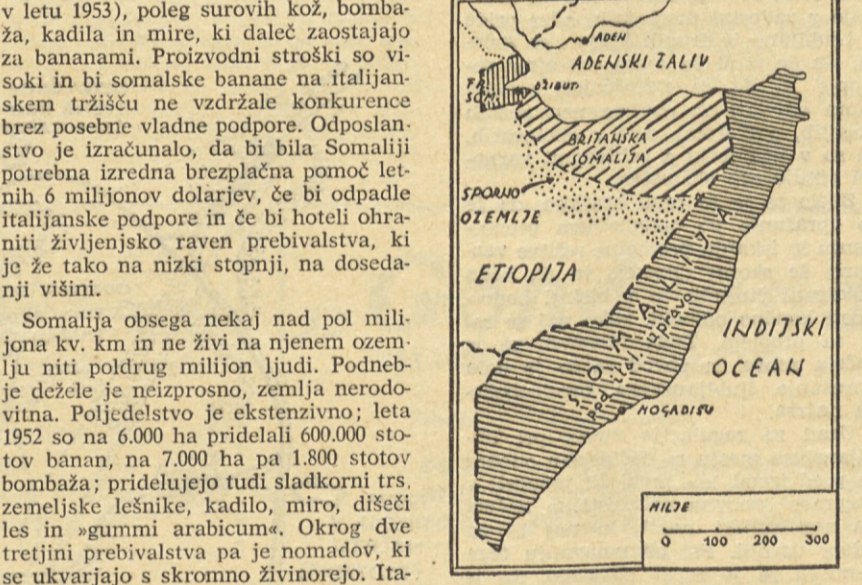 v letu 1953), poleg surovih kož, bomba-
ža, kadila in mire, ki daleč zaostajajo
za bananami. Proizvodni stroški so vi-
soki in bi somalske banane na italijan-
skem tržišču ne vzdržale konkurence
brez posebne vladne podpore. Odposlan-
stvo je izračunalo, da bi bila Somaliji
potrebna izredna brezplačna pomoč let-
nih 6 milijonov dolarjev, če bi odpadle
italijanske podpore in če bi hoteli ohra-
niti življenjsko raven prebivalstva, ki
je že tako na nizki stopnji, na doseda-
nji višini.
Somalija obsega nekaj nad pol mili-
jona kv. km in ne živi na njenem ozem-
lju niti poldrug milijon ljudi. Podneb-
je dežele je neizprosno, zemlja nerodo-
vitna. Poljedelstvo je ekstenzivno; leta
1952 so na 6.000 ha pridelali 600.000 sto-
tov banan, na 7.000 ha pa 1.800 stotov
bombaža; pridelujejo tudi sladkorni trs,
zemeljske lešnike, kadilo, miro, dišeči
les in »gummi arabicum«. Okrog dve
tretjini prebivalstva pa je nomadov, ki
se ukvarjajo s skromno živinorejo. Ita-
ADEN
ADENSKI ZALIV
FR.
SOM.
DŽIBUTI
BRITANSKA
SOMALIJA
SPORNO
OZEMLJE
ETIOPIJA
SOMALIJA
pod ital. upravo
INDIJSKI
OCEAN
MOGADIŠU
MILJE
0 100 200 300